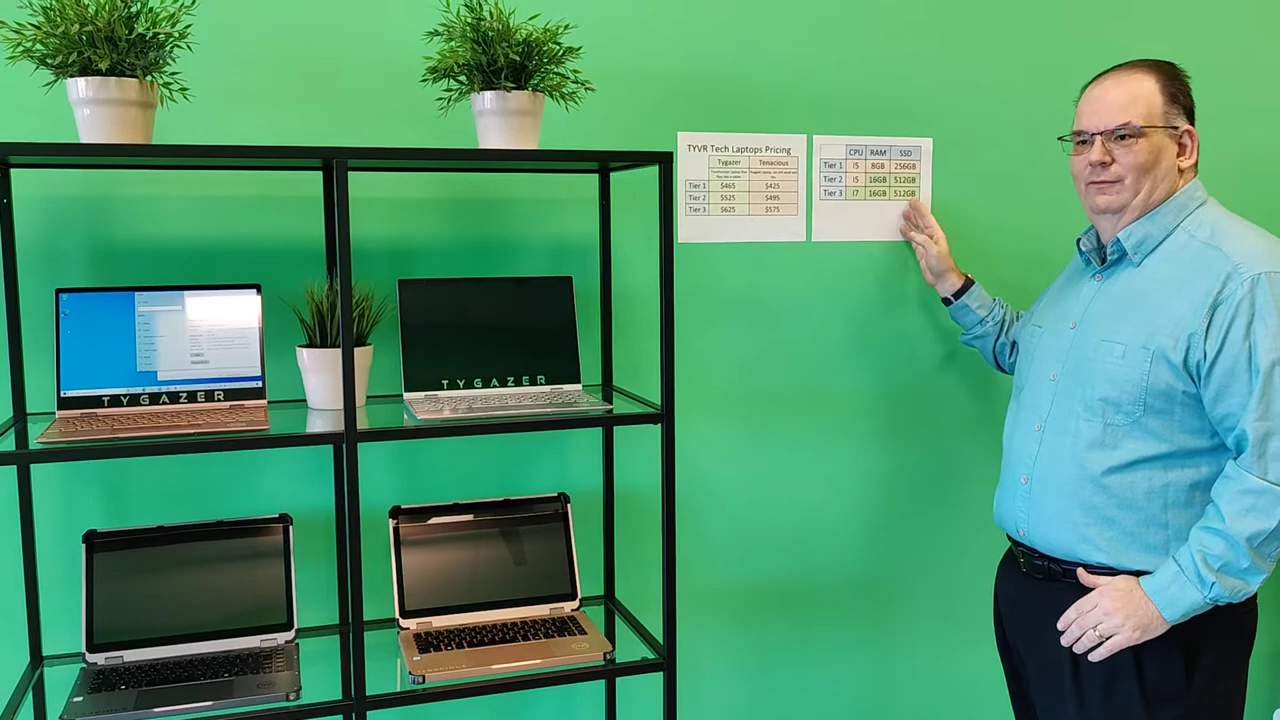 TYVR Tech Laptops Pricing
Tygazer Tenacious
Tier 1 $465 $425
Tier 2 $525 $495
Tier 3 $625 $575
CPU RAM SSD
Tier 1 I5 8GB 256GB
Tier 2 I5 16GB 512GB
Tier 3 I7 16GB 512GB
TYGAZER
TYGAZER